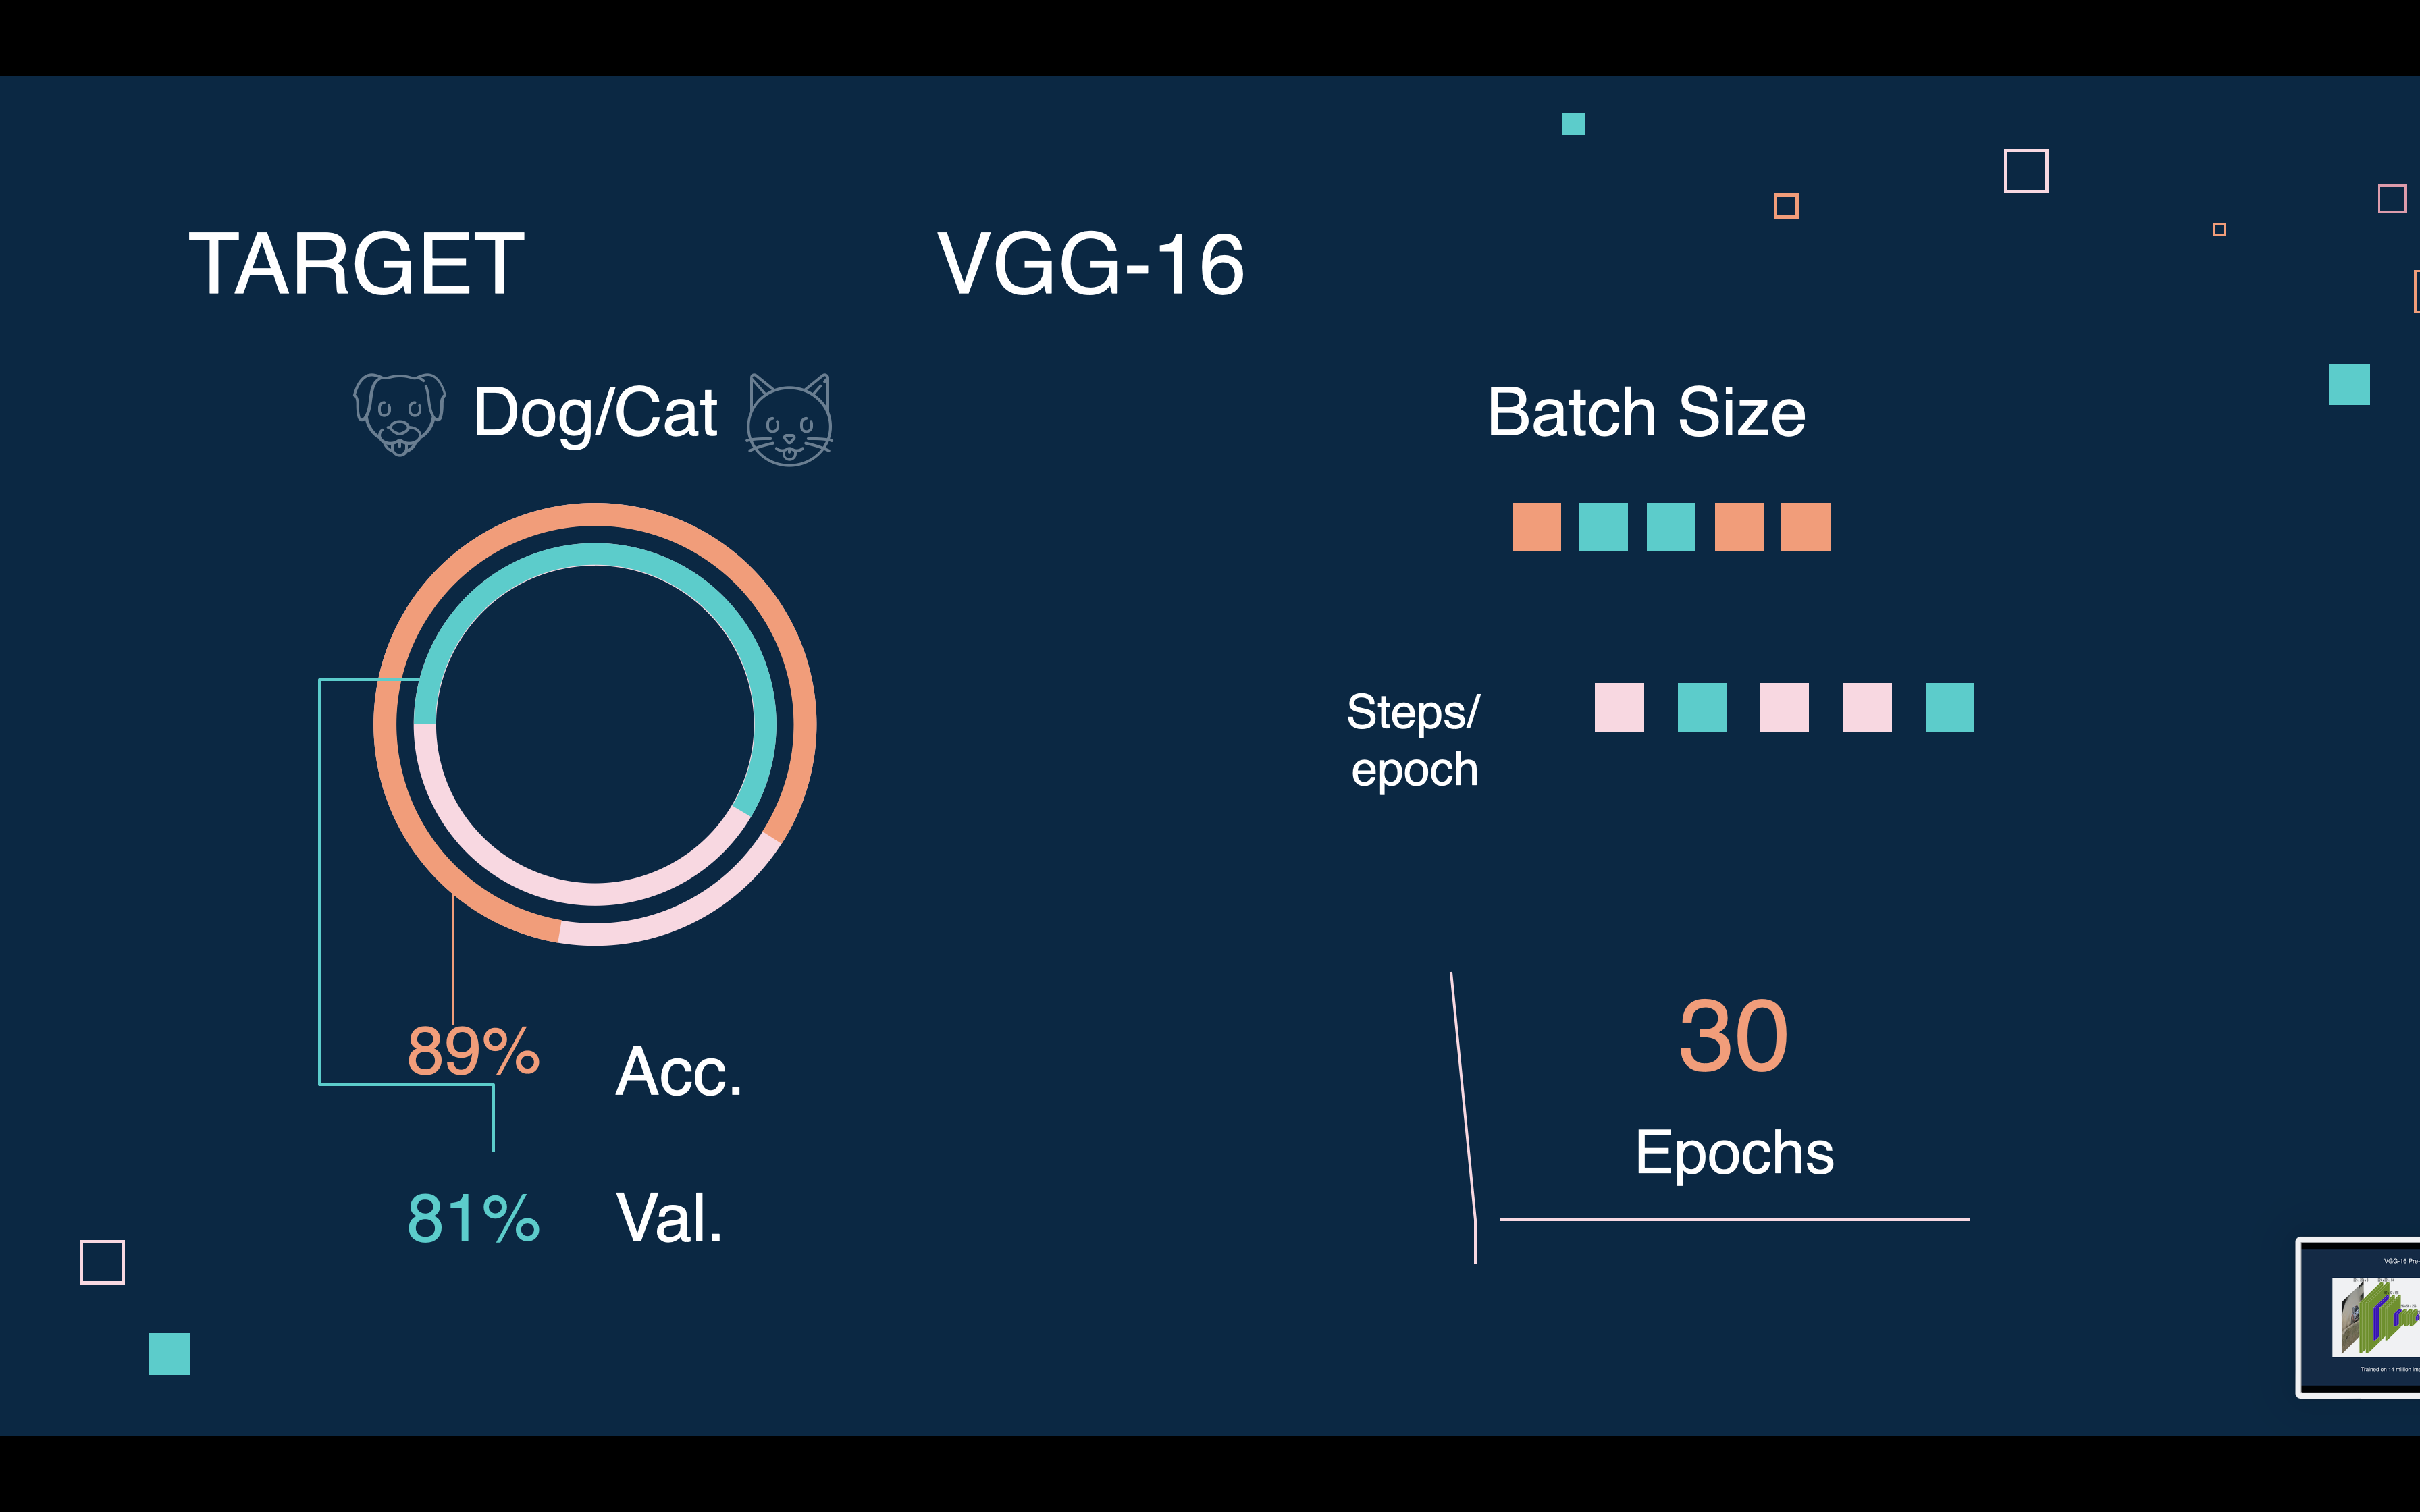 TARGET
VGG-16
Dog/Cat
Batch Size
Steps/
epoch
89%
Acc.
30
Epochs
81%
Val.
VGG-16 Pre-
Trained on 14 million